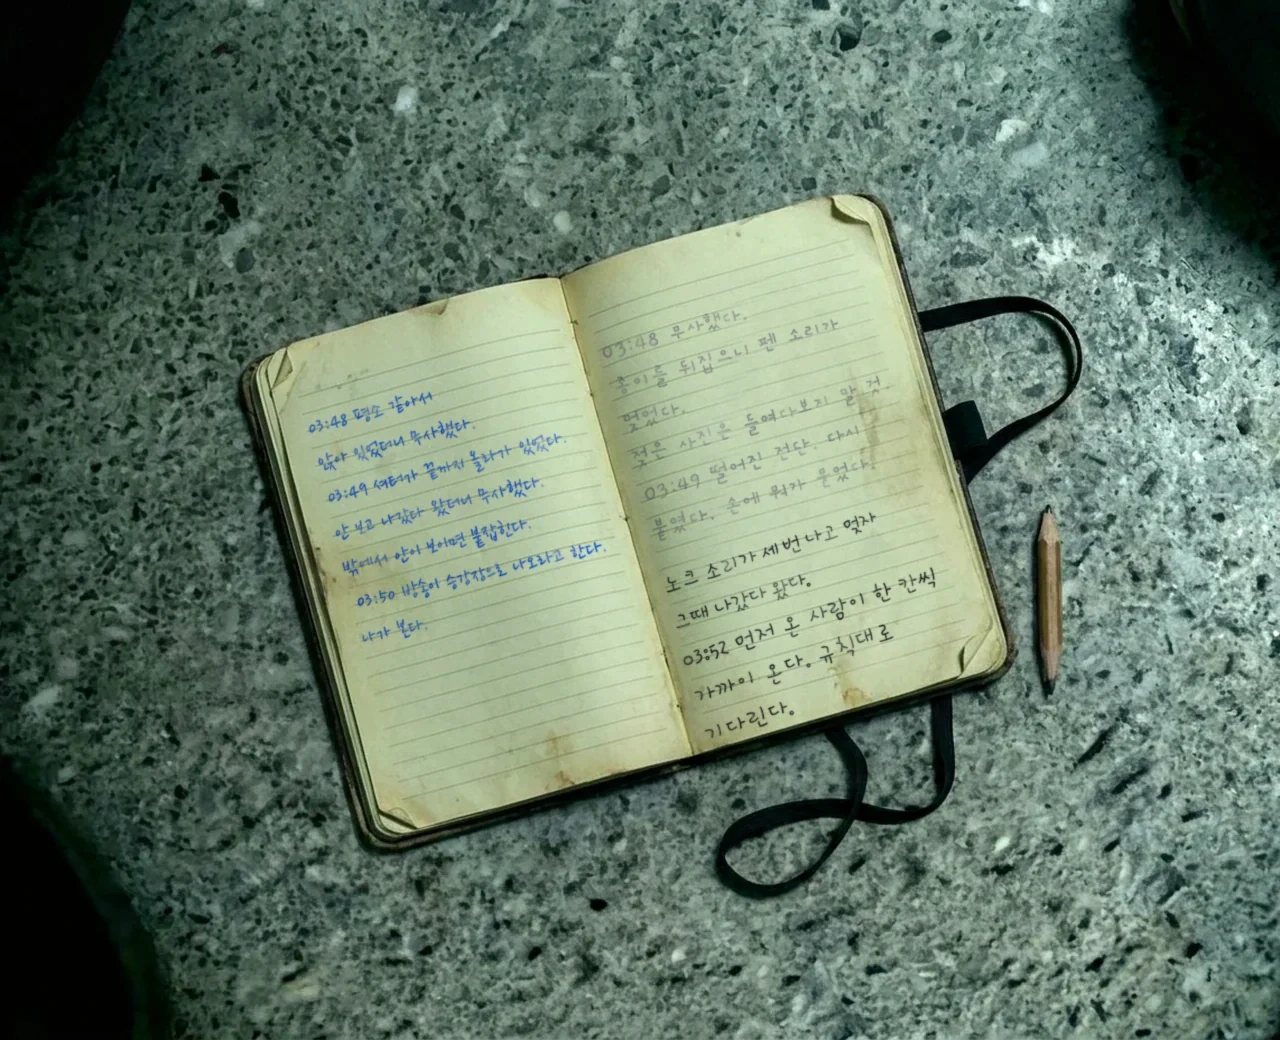 03:48 평소 같아서
앉아 있었더니 무사했다.
03:49 셔터가 끝까지 올라가 있었다.
안 보고 나갔다 왔더니 무사했다.
밖에서 안이 보이면 붙잡힌다.
03:50 방송이 승강장으로 나오라고 한다.
나가 본다.
03:48 무사했다.
종이를 뒤집으니 펜 소리가
멎었다.
젖은 사진은 들여다보지 말 것.
03:49 떨어진 전단. 다시
붙였다. 손에 뭐가 묻었다.
노크 소리가 세 번 나고 멎자
그때 나갔다 왔다.
03:52 먼저 온 사람이 한 칸씩
가까이 온다. 규칙대로
기다린다.